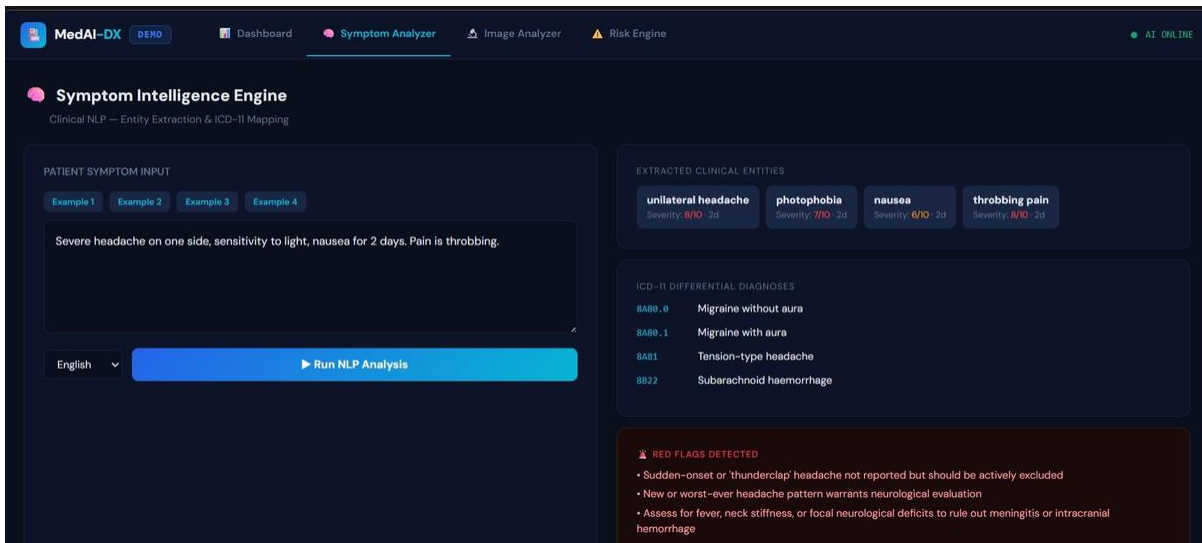 MedAI-DX DEMO Dashboard Symptom Analyzer Image Analyzer Risk Engine AI ONLINE
Symptom Intelligence Engine
Clinical NLP — Entity Extraction & ICD-11 Mapping
PATIENT SYMPTOM INPUT
Example 1 Example 2 Example 3 Example 4
Severe headache on one side, sensitivity to light, nausea for 2 days. Pain is throbbing.
English ▶ Run NLP Analysis
EXTRACTED CLINICAL ENTITIES
unilateral headache
Severity: 8/10 · 2d
photophobia
Severity: 7/10 · 2d
nausea
Severity: 6/10 · 2d
throbbing pain
Severity: 8/10 · 2d
ICD-11 DIFFERENTIAL DIAGNOSES
8A80.0 Migraine without aura
8A80.1 Migraine with aura
8A81 Tension-type headache
8B22 Subarachnoid haemorrhage
RED FLAGS DETECTED
• Sudden-onset or 'thunderclap' headache not reported but should be actively excluded
• New or worst-ever headache pattern warrants neurological evaluation
• Assess for fever, neck stiffness, or focal neurological deficits to rule out meningitis or intracranial
hemorrhage